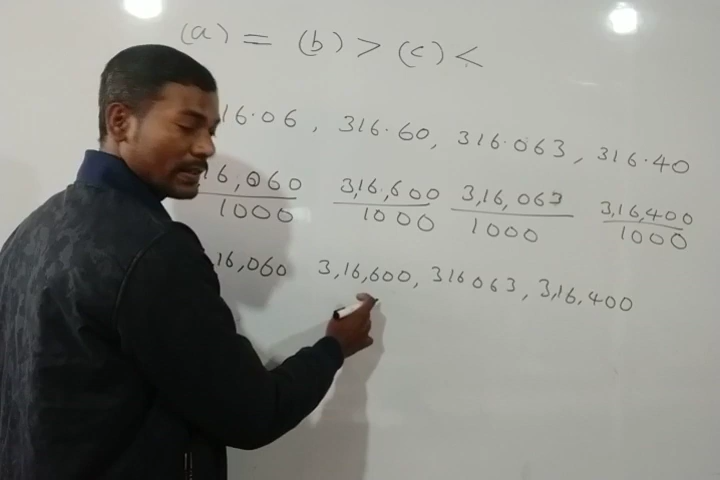 (a) = (b) > (c) <
16.06, 316.60, 316.063, 316.40
16,060 3,16,600 3,16,063 3,16,400
1000 1000 1000 1000
16,060 3,16,600, 316063, 3,16,400